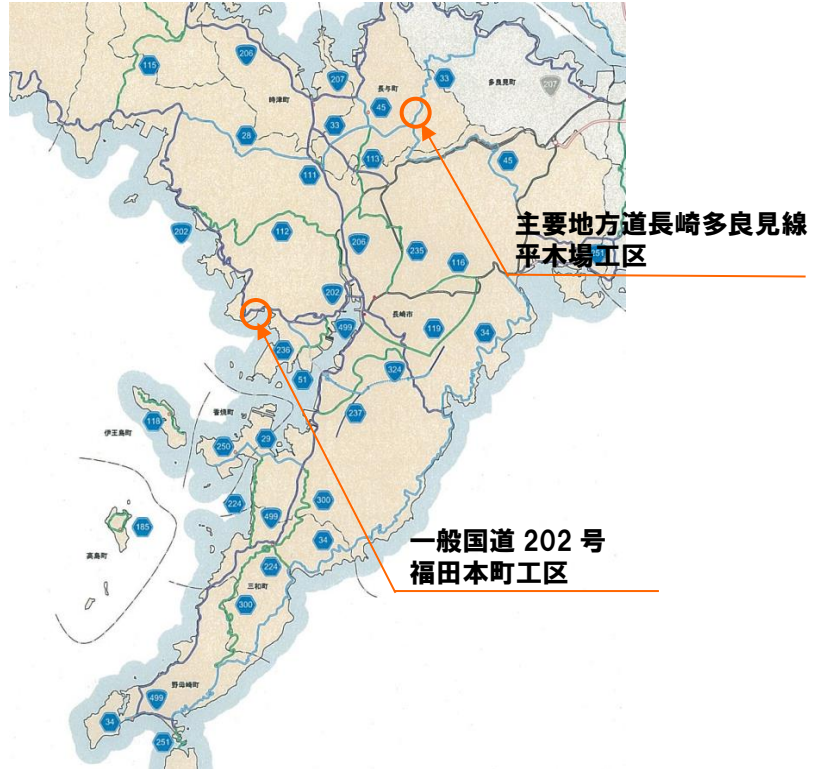 206
115
207
長与町
33
多良見町
207
時津町
45
28
33
113
45
111
主要地方道長崎多良見線
平木場工区
202
112
206
235
116
251
202
長崎市
499
119
34
236
51
324
237
香焼町
118
伊王島町
250
29
224
499
300
185
高島町
34
一般国道 202 号
福田本町工区
224
三和町
300
野母崎町
499
34
251